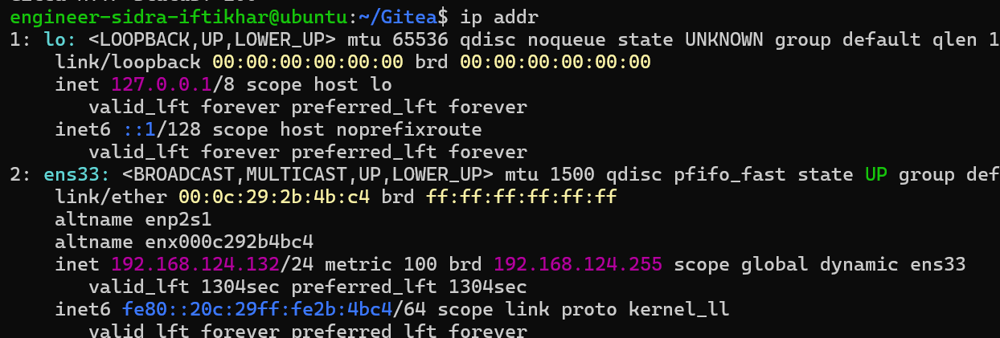 engineer-sidra-iftikhar@ubuntu:~/Gitea$ ip addr
1: lo: <LOOPBACK,UP,LOWER_UP> mtu 65536 qdisc noqueue state UNKNOWN group default qlen 1
link/loopback 00:00:00:00:00:00 brd 00:00:00:00:00:00
inet 127.0.0.1/8 scope host lo
valid_lft forever preferred_lft forever
inet6 ::1/128 scope host noprefixroute
valid_lft forever preferred_lft forever
2: ens33: <BROADCAST,MULTICAST,UP,LOWER_UP> mtu 1500 qdisc pfifo_fast state UP group def
link/ether 00:0c:29:2b:4b:c4 brd ff:ff:ff:ff:ff:ff
altname enp2s1
altname enx000c292b4bc4
inet 192.168.124.132/24 metric 100 brd 192.168.124.255 scope global dynamic ens33
valid_lft 1304sec preferred_lft 1304sec
inet6 fe80::20c:29ff:fe2b:4bc4/64 scope link proto kernel_ll
valid_lft forever preferred_lft forever